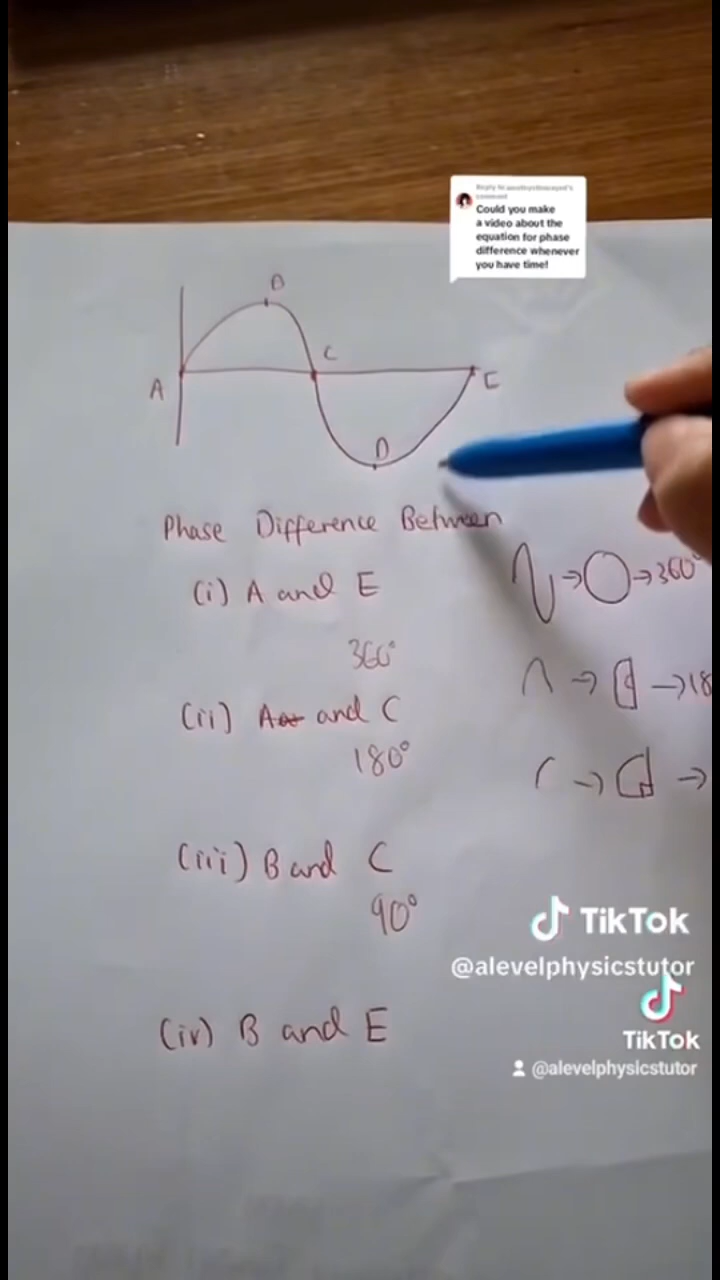 Could you make
a video about the
equation for phase
difference whenever
you have time!
B
C
A
E
D
Phase Difference Between
(i) A and E
→ → 360°
360°
(ii) A and C
→ → 18
180°
→ →
(iii) B and C
90°
TikTok
@alevelphysicstutor
TikTok
@alevelphysicstutor
(iv) B and E